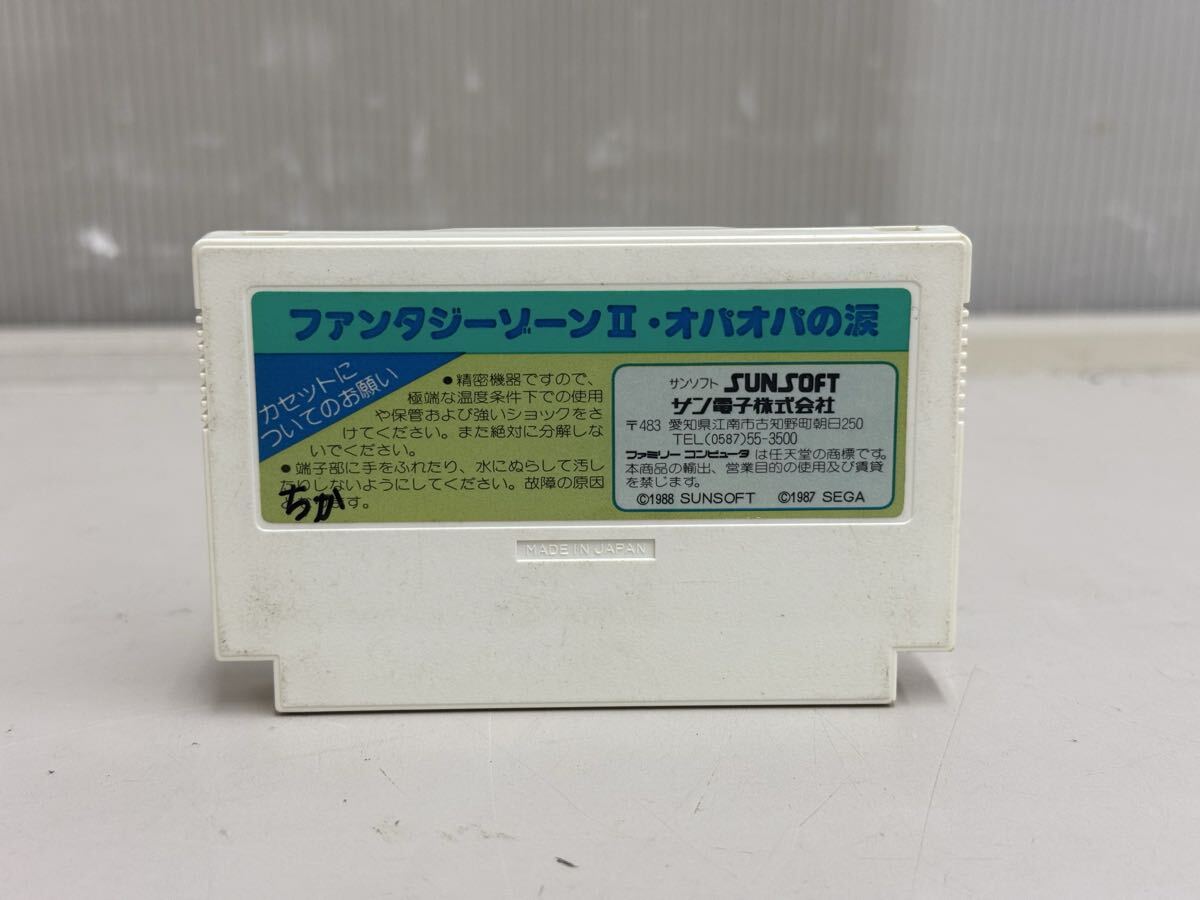 ファンタジーゾーンⅡ・オパオパの涙
カセットに
ついてのお願い
●精密機器ですので、
極端な温度条件下での使用
や保管および強いショックをさ
けてください。また絶対に分解しな
いでください。
●端子部に手をふれたり、水にぬらして汚し
たりしないようにしてください。故障の原因
ます。
ちか
サンソフト SUNSOFT
サン電子株式会社
〒483 愛知県江南市古知野町朝日250
TEL(0587)55-3500
ファミリーコンピュータは任天堂の商標です。
本商品の輸出、営業目的の使用及び賃貸
を禁じます。
©1988 SUNSOFT ©1987 SEGA
MADE IN JAPAN